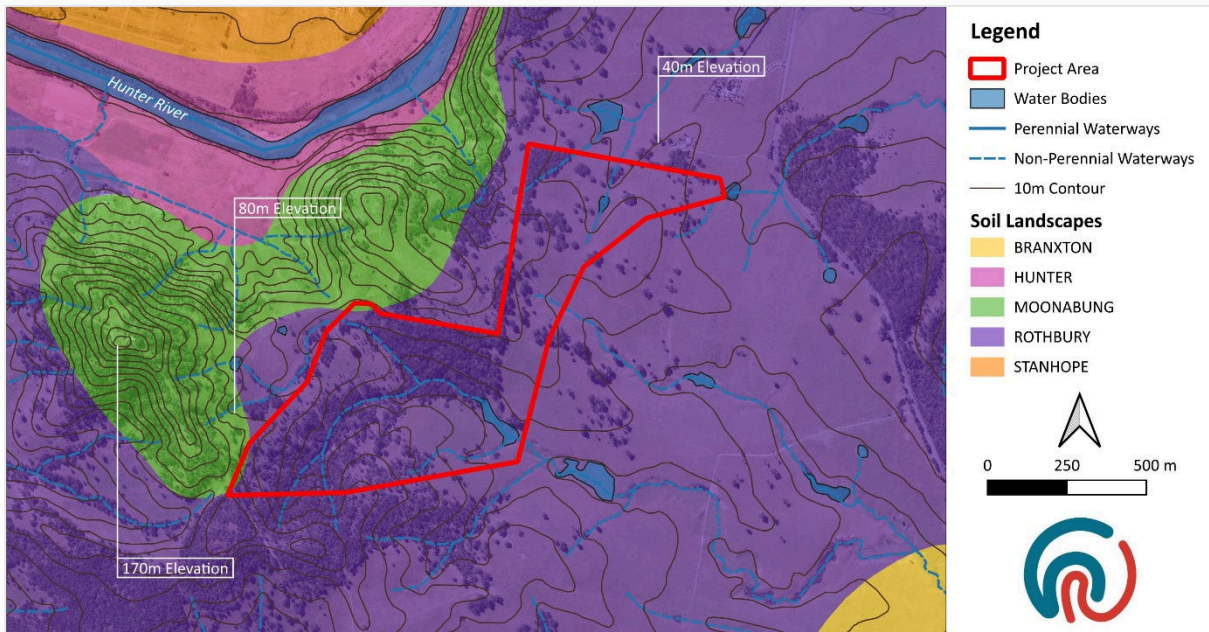 40m Elevation
Hunter River
80m Elevation
170m Elevation
Legend
Project Area
Water Bodies
Perennial Waterways
Non-Perennial Waterways
10m Contour
Soil Landscapes
BRANXTON
HUNTER
MOONABUNG
ROTHBURY
STANHOPE
0 250 500 m